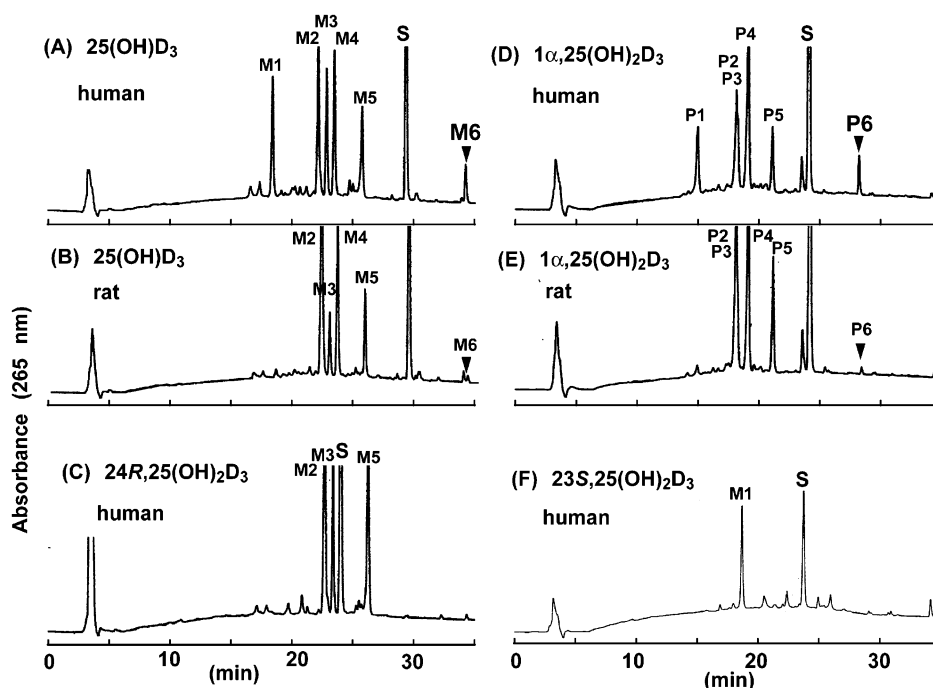 (A) 25(OH)D₃
human
M1
M2
M3
M4
M5
S
M6
(D) 1α,25(OH)₂D₃
human
P1
P2
P3
P4
P5
S
P6
(B) 25(OH)D₃
rat
M2
M3
M4
M5
M6
(E) 1α,25(OH)₂D₃
rat
P2
P3
P4
P5
P6
(C) 24R,25(OH)₂D₃
human
M2
M3
S
M5
(F) 23S,25(OH)₂D₃
human
M1
S
Absorbance (265 nm)
0 10 20 30
(min)
0 10 20 30
(min)